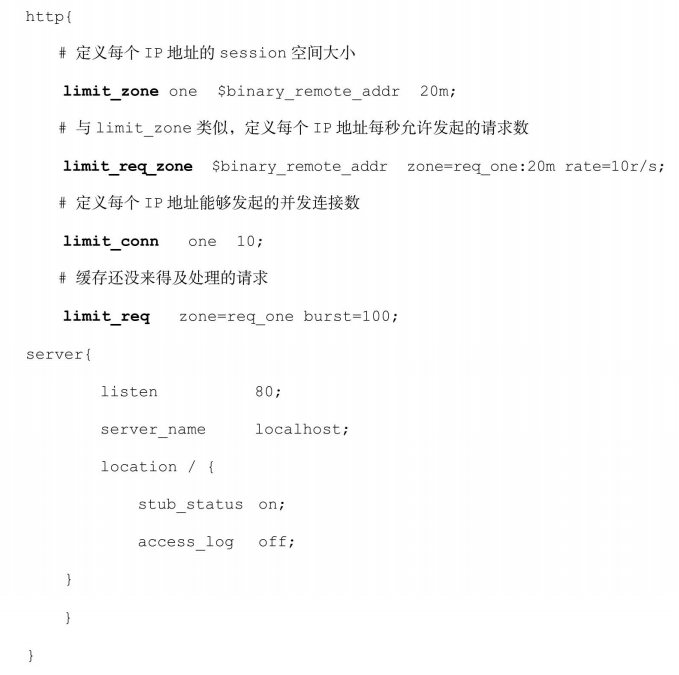 http{
# 定义每个 IP 地址的 session 空间大小
limit_zone one $binary_remote_addr 20m;
# 与 limit_zone 类似，定义每个 IP 地址每秒允许发起的请求数
limit_req_zone $binary_remote_addr zone=req_one:20m rate=10r/s;
# 定义每个 IP 地址能够发起的并发连接数
limit_conn one 10;
# 缓存还没来得及处理的请求
limit_req zone=req_one burst=100;
server{
listen 80;
server_name localhost;
location / {
stub_status on;
access_log off;
}
}
}